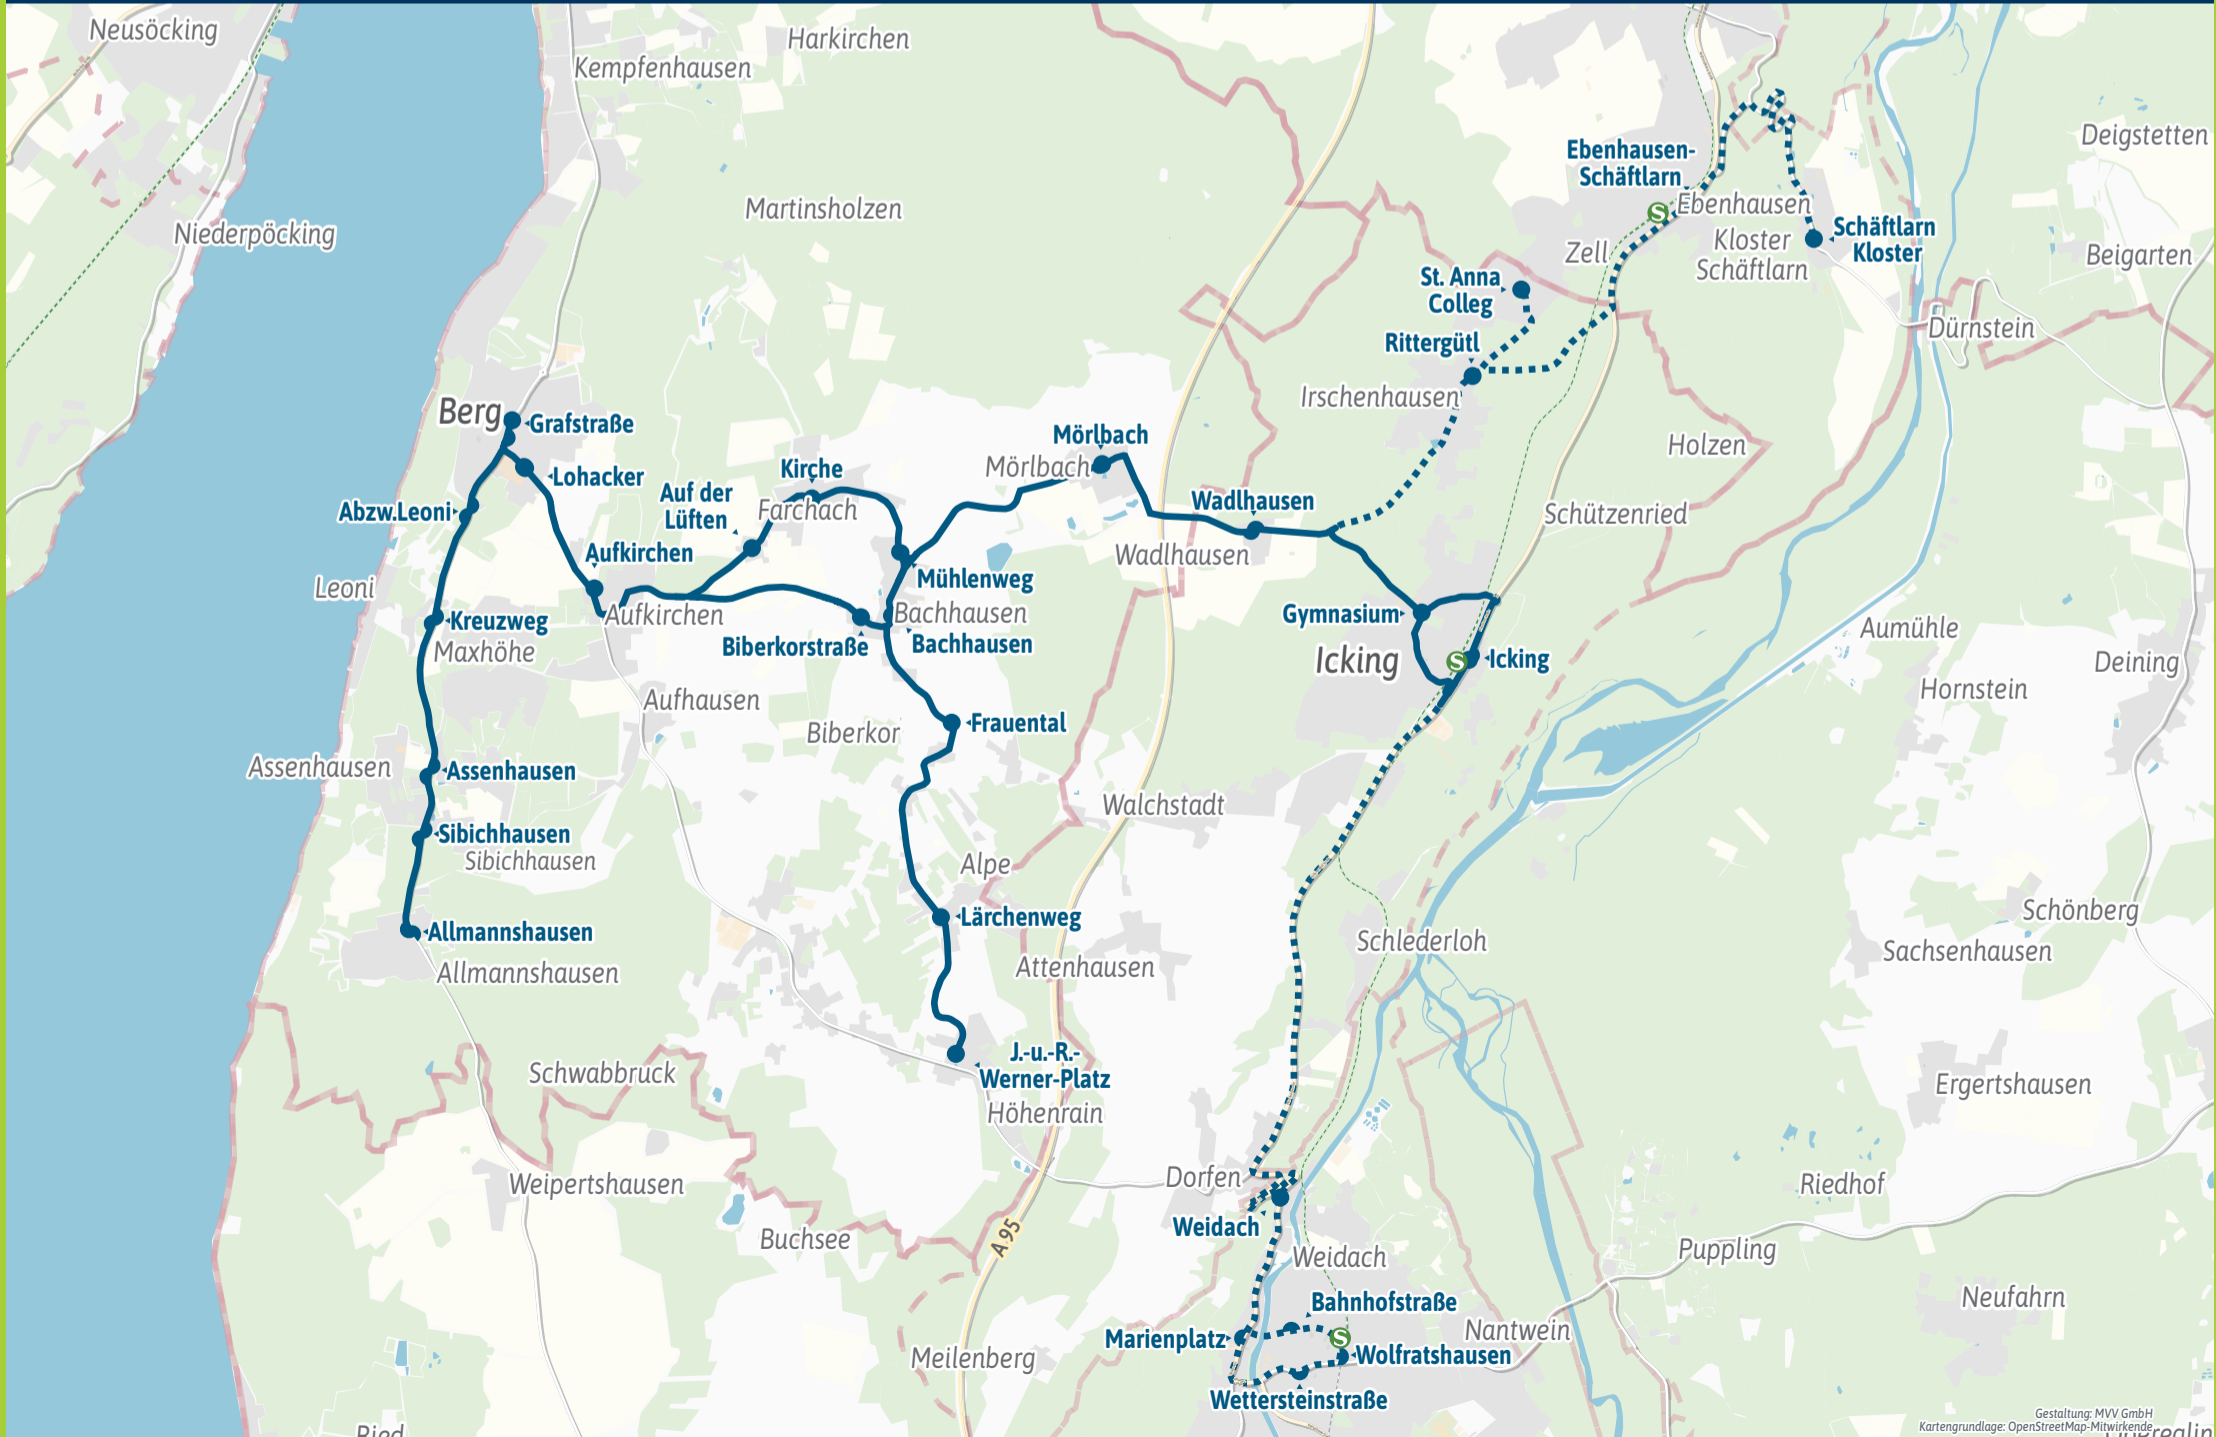 Neusöcking
Harkirchen
Kempfenhausen
Deigstetten
Ebenhausen-
Schäftlarn
Martinsholzen
Niederpöcking
S
Ebenhausen
Schäftlarn
Kloster
Kloster
Schäftlarn
Zell
Beigarten
St. Anna
Colleg
Dürnstein
Rittergütl
Irschenhausen
Berg
Grafstraße
Mörlbach
Holzen
Mörlbach
Kirche
Lohacker
Auf der
Lüften
Farchach
Wadlhausen
Abzw.Leoni
Schützenried
Aufkirchen
Wadlhausen
Mühlenweg
Leoni
Aufkirchen
Bachhausen
Gymnasium
Kreuzweg
Aumühle
Biberkorstraße
Bachhausen
Maxhöhe
Icking
S
Icking
Deining
Hornstein
Aufhausen
Frauental
Biberkor
Assenhausen
Assenhausen
Walchstadt
Sibichhausen
Sibichhausen
Alpe
Lärchenweg
Schönberg
Allmannshausen
Schlederloh
Sachsenhausen
Attenhausen
Allmannshausen
J.-u.-R.-
Werner-Platz
Schwabbruck
Ergertshausen
Höhenrain
Dorfen
Weipertshausen
Riedhof
Weidach
A 95
Buchsee
Weidach
Puppling
Bahnhofstraße
Neufahrn
Marienplatz
S
Nantwein
Meilenberg
Wolfratshausen
Wettersteinstraße
Gestaltung: MVV GmbH
Kartengrundlage: OpenStreetMap-Mitwirkende
Ried